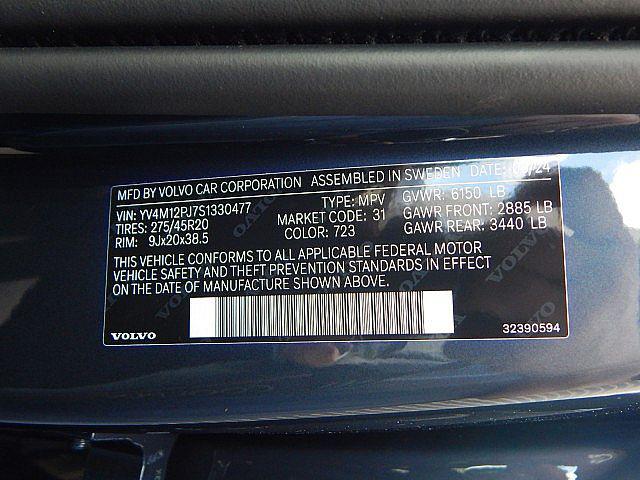 MFD BY VOLVO CAR CORPORATION ASSEMBLED IN SWEDEN DATE: /24
VIN: YV4M12PJ7S1330477 TYPE: MPV GVWR: 6150 LB
TIRES: 275/45R20 MARKET CODE: 31 GAWR FRONT: 2885 LB
RIM: 9Jx20x38.5 COLOR: 723 GAWR REAR: 3440 LB
THIS VEHICLE CONFORMS TO ALL APPLICABLE FEDERAL MOTOR
VEHICLE SAFETY AND THEFT PREVENTION STANDARDS IN EFFECT
ON THE DATE OF MANUFACTURE SHOWN ABOVE.
VOLVO 32390594